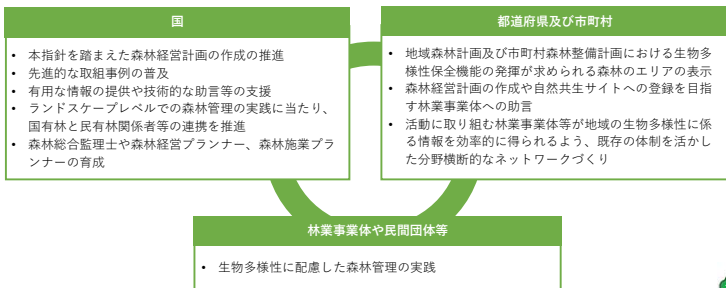 国
• 本指針を踏まえた森林経営計画の作成の推進
• 先進的な取組事例の普及
• 有用な情報の提供や技術的な助言等の支援
• ランドスケープレベルでの森林管理の実践に当たり、
国有林と民有林関係者等の連携を推進
• 森林総合監理士や森林経営プランナー、森林施業プラ
ンナーの育成
都道府県及び市町村
• 地域森林計画及び市町村森林整備計画における生物多
様性保全機能の発揮が求められる森林のエリアの表示
• 森林経営計画の作成や自然共生サイトへの登録を目指
す林業事業体への助言
• 活動に取り組む林業事業体等が地域の生物多様性に係
る情報を効率的に得られるよう、既存の体制を活かし
た分野横断的なネットワークづくり
林業事業体や民間団体等
• 生物多様性に配慮した森林管理の実践